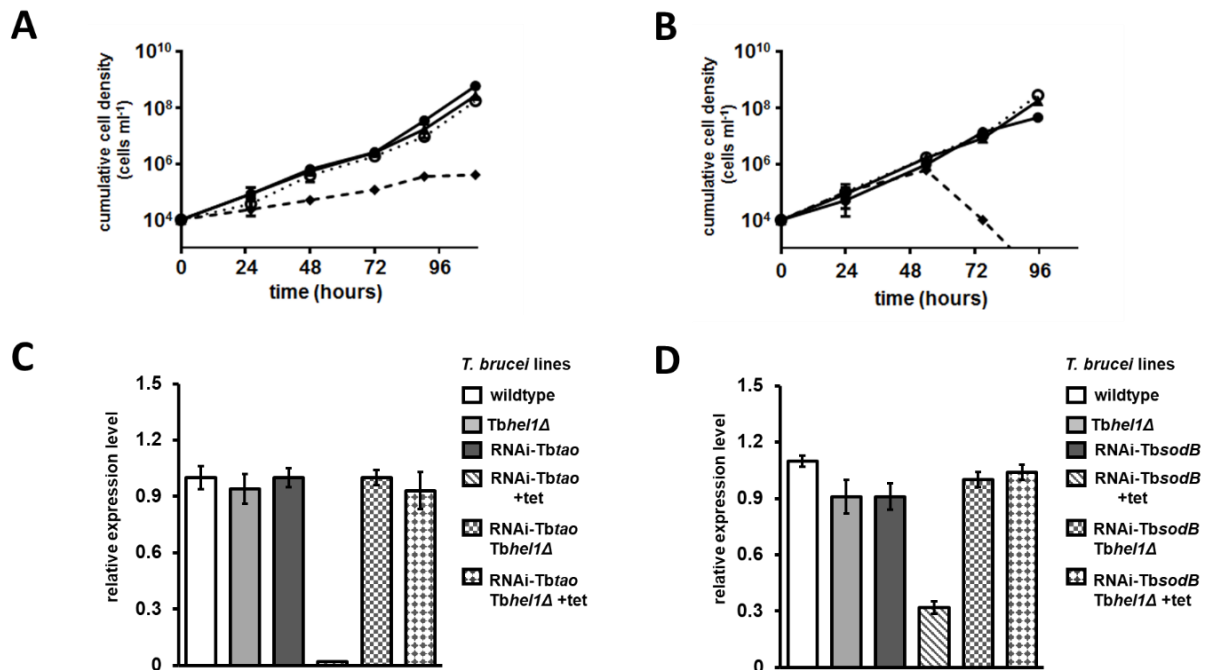 A
cumulative cell density
(cells ml⁻¹)
10¹⁰
10⁸
10⁶
10⁴
0 24 48 72 96
time (hours)
B
cumulative cell density
(cells ml⁻¹)
10¹⁰
10⁸
10⁶
10⁴
0 24 48 72 96
time (hours)
C
relative expression level
1.5
1.2
0.9
0.6
0.3
0
T. brucei lines
wildtype
Tbhel1Δ
RNAi-Tbtao
RNAi-Tbtao
+tet
RNAi-Tbtao
Tbhel1Δ
RNAi-Tbtao
Tbhel1Δ +tet
D
relative expression level
1.5
1.2
0.9
0.6
0.3
0
T. brucei lines
wildtype
Tbhel1Δ
RNAi-TbsodB
RNAi-TbsodB
+tet
RNAi-TbsodB
Tbhel1Δ
RNAi-TbsodB
Tbhel1Δ +tet